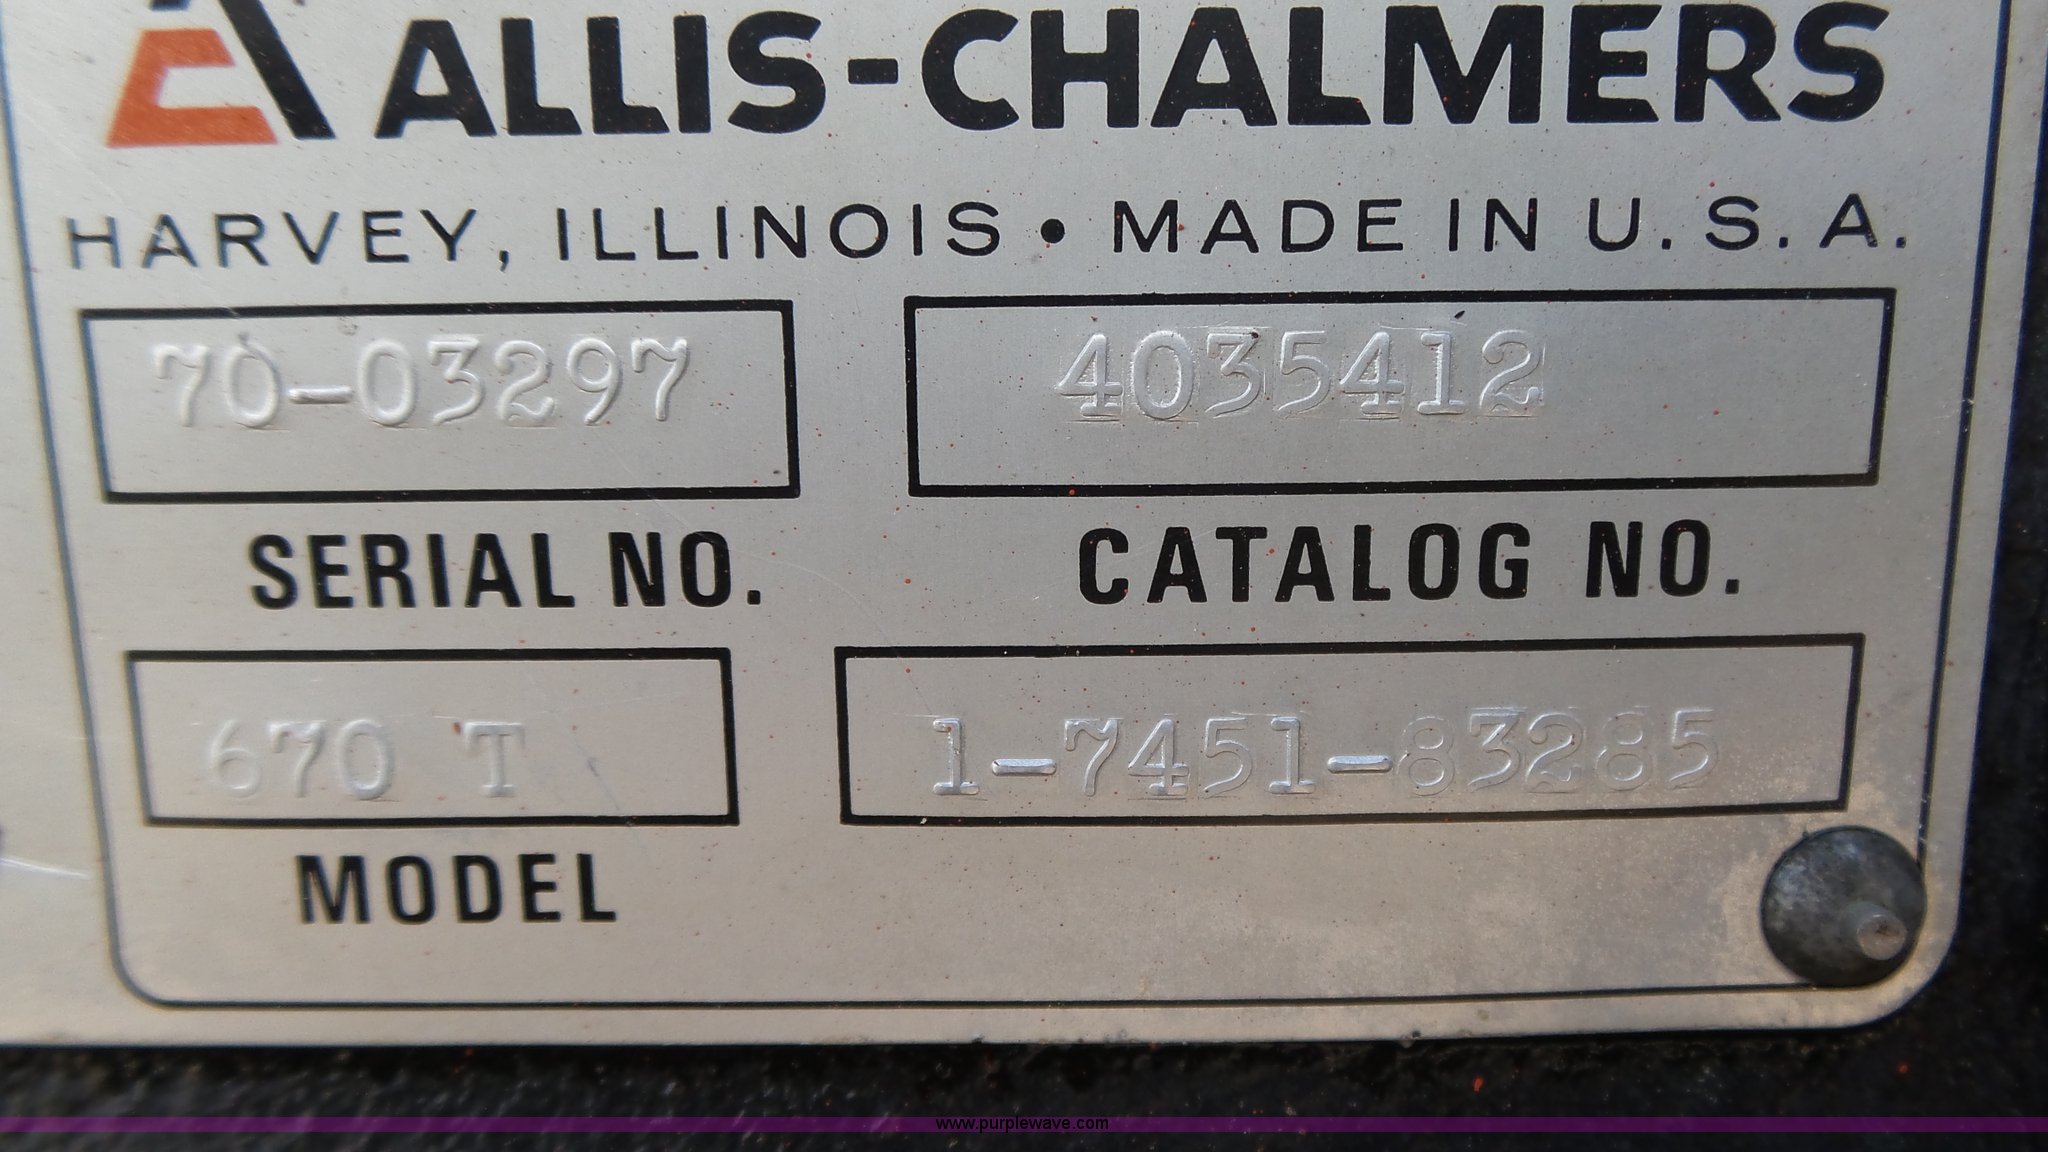 ALLIS-CHALMERS
HARVEY, ILLINOIS • MADE IN U.S.A.
70-03297 4035412
SERIAL NO. CATALOG NO.
670 T 1-7451-83285
MODEL
www.purplewave.com